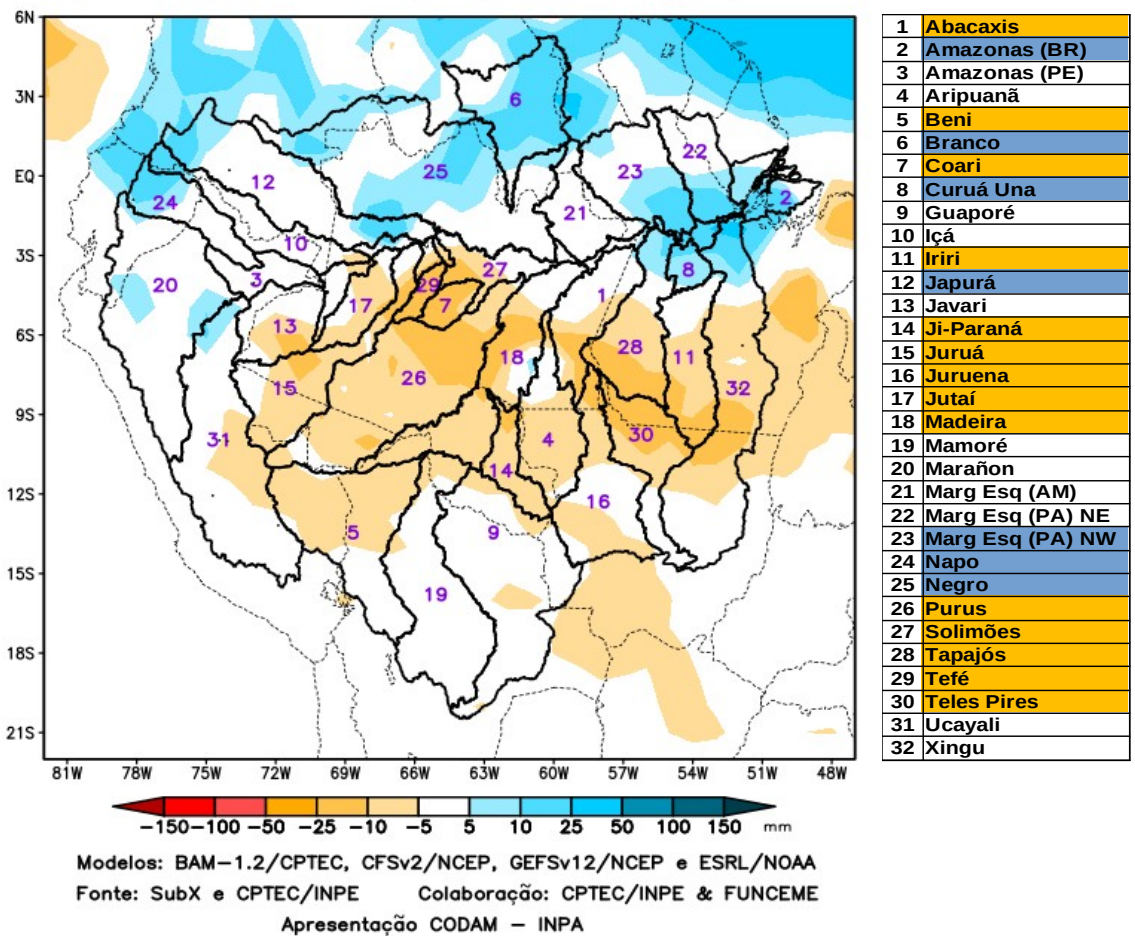 6N
3N
EQ
3S
6S
9S
12S
15S
18S
21S
81W 78W 75W 72W 69W 66W 63W 60W 57W 54W 51W 48W
6
22
25
12
23
24
2
21
10
27
8
3
20
29
1
7
17
13
28
18
11
26
15
32
30
31
4
14
16
5
9
19
-150 -100 -50 -25 -10 -5 5 10 25 50 100 150 mm
Modelos: BAM-1.2/CPTEC, CFSv2/NCEP, GEFSv12/NCEP e ESRL/NOAA
Fonte: SubX e CPTEC/INPE Colaboração: CPTEC/INPE & FUNCEME
Apresentação CODAM - INPA
1 Abacaxis
2 Amazonas (BR)
3 Amazonas (PE)
4 Aripuanã
5 Beni
6 Branco
7 Coari
8 Curuá Una
9 Guaporé
10 Içá
11 Iriri
12 Japurá
13 Javari
14 Ji-Paraná
15 Juruá
16 Juruena
17 Jutaí
18 Madeira
19 Mamoré
20 Marañon
21 Marg Esq (AM)
22 Marg Esq (PA) NE
23 Marg Esq (PA) NW
24 Napo
25 Negro
26 Purus
27 Solimões
28 Tapajós
29 Tefé
30 Teles Pires
31 Ucayali
32 Xingu